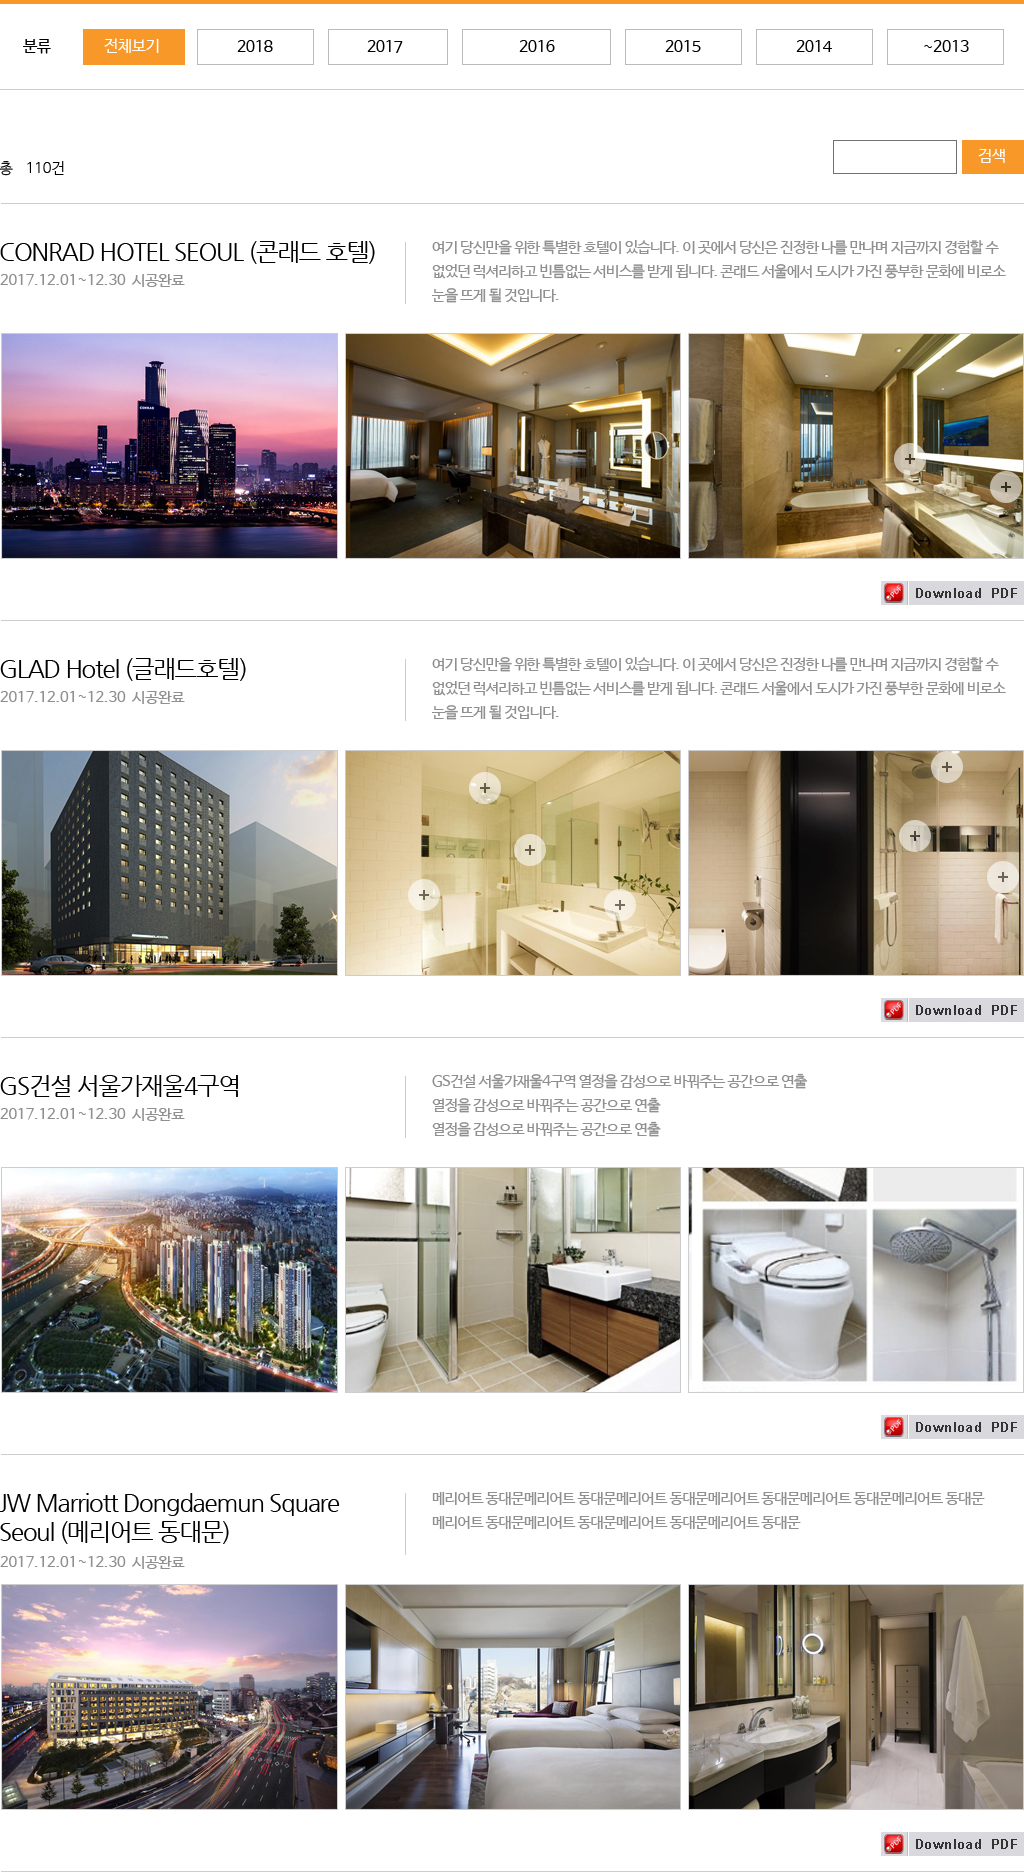 분류 전체보기 2018 2017 2016 2015 2014 ~2013
총 110건 검색
CONRAD HOTEL SEOUL (콘래드 호텔)
2017.12.01~12.30 시공완료
여기 당신만을 위한 특별한 호텔이 있습니다. 이 곳에서 당신은 진정한 나를 만나며 지금까지 경험할 수
없었던 럭셔리하고 빈틈없는 서비스를 받게 됩니다. 콘래드 서울에서 도시가 가진 풍부한 문화에 비로소
눈을 뜨게 될 것입니다.
CONRAD
Download PDF
GLAD Hotel (글래드호텔)
2017.12.01~12.30 시공완료
여기 당신만을 위한 특별한 호텔이 있습니다. 이 곳에서 당신은 진정한 나를 만나며 지금까지 경험할 수
없었던 럭셔리하고 빈틈없는 서비스를 받게 됩니다. 콘래드 서울에서 도시가 가진 풍부한 문화에 비로소
눈을 뜨게 될 것입니다.
Download PDF
GS건설 서울가재울4구역
2017.12.01~12.30 시공완료
GS건설 서울가재울4구역 열정을 감성으로 바꿔주는 공간으로 연출
열정을 감성으로 바꿔주는 공간으로 연출
열정을 감성으로 바꿔주는 공간으로 연출
Download PDF
JW Marriott Dongdaemun Square
Seoul (메리어트 동대문)
2017.12.01~12.30 시공완료
메리어트 동대문메리어트 동대문메리어트 동대문메리어트 동대문메리어트 동대문메리어트 동대문
메리어트 동대문메리어트 동대문메리어트 동대문메리어트 동대문
Download PDF